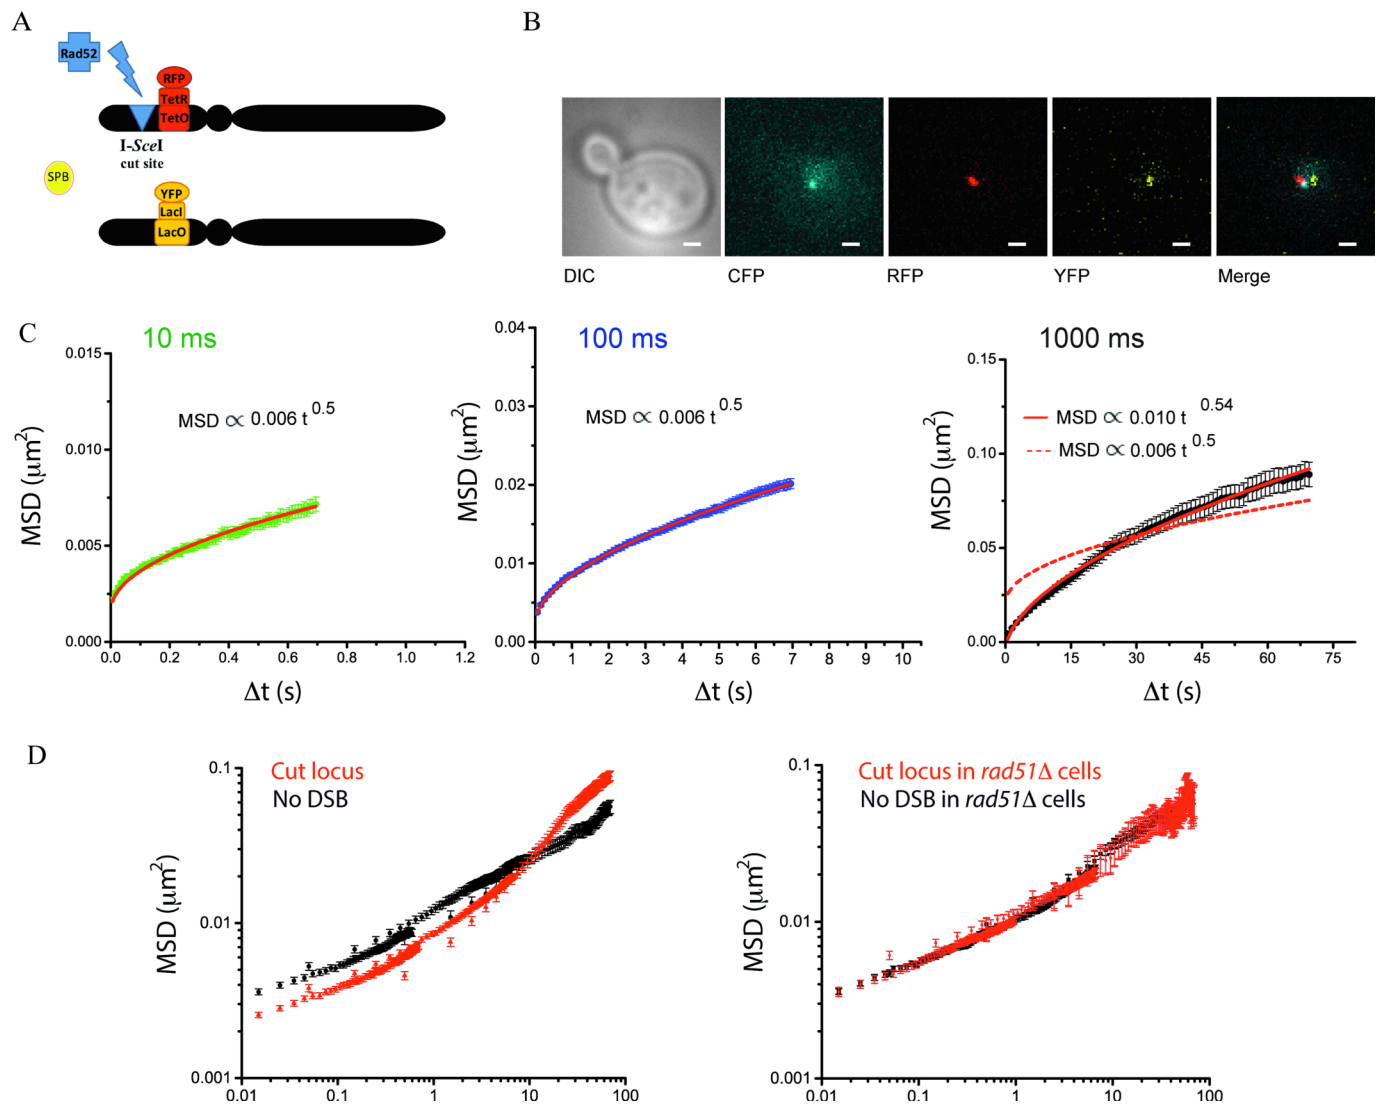 A
Rad52
RFP
TetR
TetO
I-SceI
cut site
SPB
YFP
LacI
LacO
B
DIC
CFP
RFP
YFP
Merge
C
10 ms
MSD (μm²)
0.015
0.010
0.005
0.000
MSD ∝ 0.006 t^0.5
0.0 0.2 0.4 0.6 0.8 1.0 1.2
Δt (s)
100 ms
MSD (μm²)
0.04
0.03
0.02
0.01
0.00
MSD ∝ 0.006 t^0.5
0 1 2 3 4 5 6 7 8 9 10
Δt (s)
1000 ms
MSD (μm²)
0.15
0.10
0.05
0.00
MSD ∝ 0.010 t^0.54
MSD ∝ 0.006 t^0.5
0 15 30 45 60 75
Δt (s)
D
Cut locus
No DSB
MSD (μm²)
0.1
0.01
0.001
0.01 0.1 1 10 100
Cut locus in rad51Δ cells
No DSB in rad51Δ cells
MSD (μm²)
0.1
0.01
0.001
0.01 0.1 1 10 100